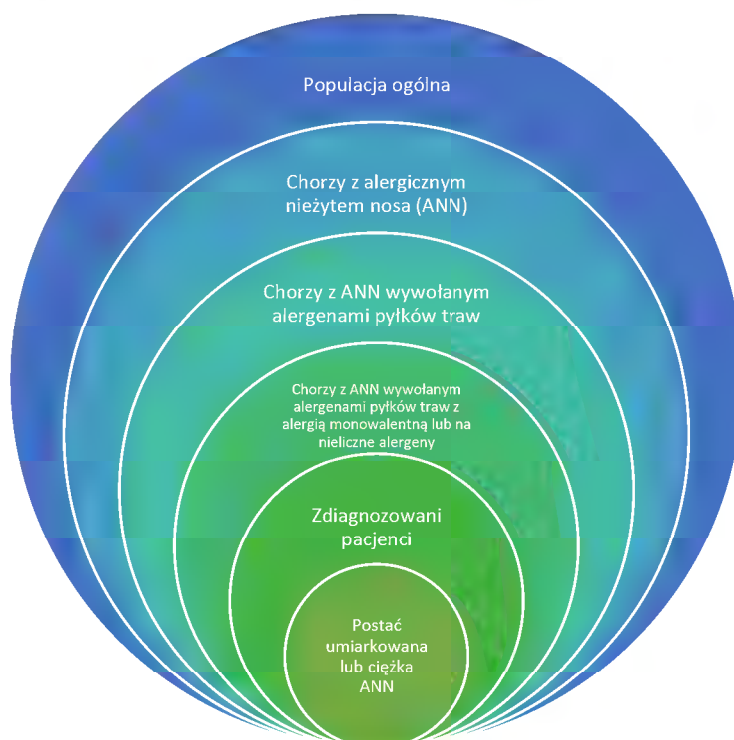 Populacja ogólna
Chorzy z alergicznym
nieżytem nosa (ANN)
Chorzy z ANN wywołanym
alergenami pyłków traw
Chorzy z ANN wywołanym
alergenami pyłków traw z
alergią monowalentną lub na
nieliczne alergeny
Zdiagnozowani
pacjenci
Postać
umiarkowana
lub ciężka
ANN